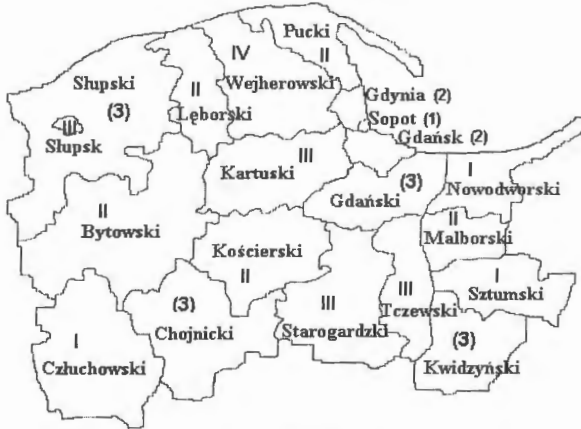 Pucki
IV
II
Wejherowski
Słupski
II
(3)
Lęborski
III
Słupsk
Gdynia (2)
Sopot (1)
Gdańsk (2)
III
Kartuski
(3)
Gdański
I
Nowodworski
II
Bytowski
II
Malborski
Kościerski
II
I
Sztumski
III
Tczewski
(3)
Chojnicki
III
Starogardzki
I
Człuchowski
(3)
Kwidzyński